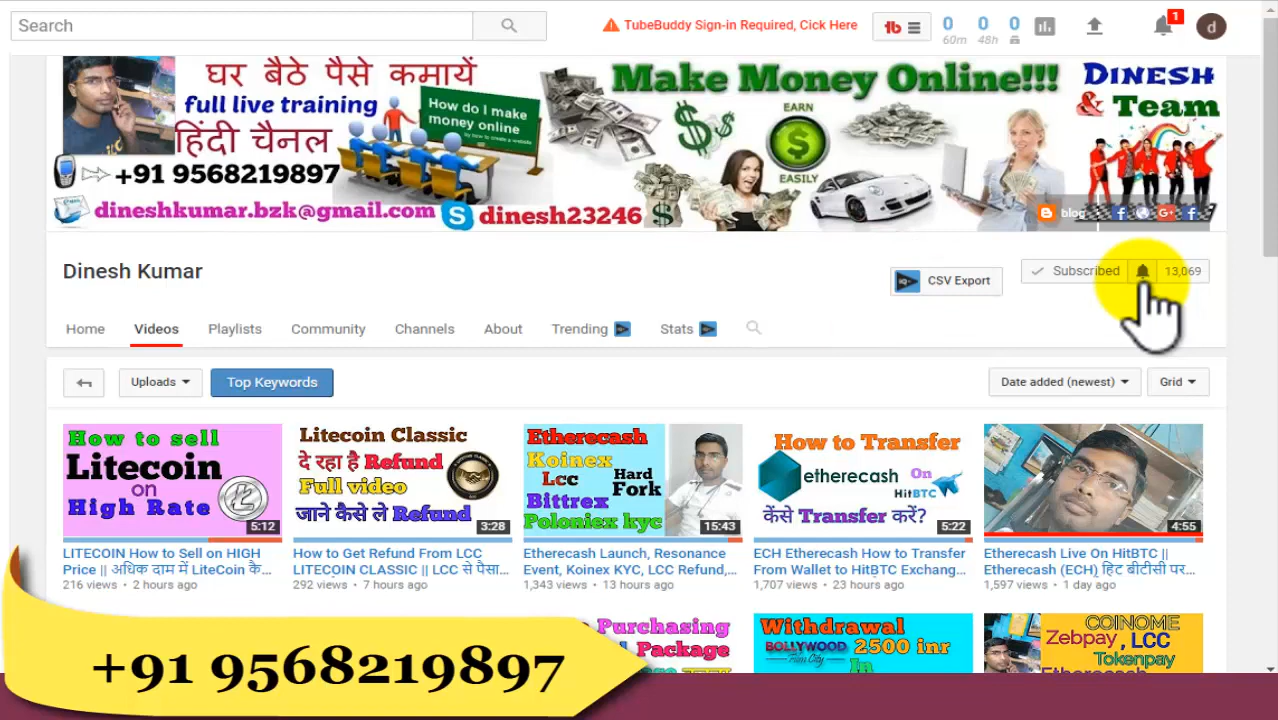 Search
TubeBuddy Sign-in Required, Cick Here
tb
0 0 0
60m 48h
1
d
घर बैठे पैसे कमायें
full live training
हिंदी चैनल
+91 9568219897
dineshkumar.bzk@gmail.com
S dinesh23246
How do I make
money online
Make Money Online!!!
EARN
EASILY
DINESH
& Team
blog
Dinesh Kumar
CSV Export
Subscribed
13,069
Home Videos Playlists Community Channels About Trending Stats
Uploads Top Keywords
Date added (newest) Grid
How to sell
Litecoin
on
High Rate
5:12
LITECOIN How to Sell on HIGH
Price || अधिक दाम में LiteCoin कै...
216 views • 2 hours ago
Litecoin Classic
दे रहा है Refund
Full video
जाने कैसे ले Refund
3:28
How to Get Refund From LCC
LITECOIN CLASSIC || LCC से पैसा...
292 views • 7 hours ago
Etherecash
Koinex
Lcc
Hard
Fork
Bittrex
Poloniex kyc
15:43
Etherecash Launch, Resonance
Event, Koinex KYC, LCC Refund,...
1,343 views • 13 hours ago
How to Transfer
etherecash On
HitBTC
कैंसे Transfer करें?
5:22
ECH Etherecash How to Transfer
From Wallet to HitBTC Exchang...
1,707 views • 23 hours ago
4:55
Etherecash Live On HitBTC ||
Etherecash (ECH) हिट बीटीसी पर...
1,597 views • 1 day ago
Purchasing
Package
Withdrawal
BOLLYWOOD
Film City
2500 inr
In
COINOME
Zebpay, LCC
Tokenpay
Etherecash
+91 9568219897